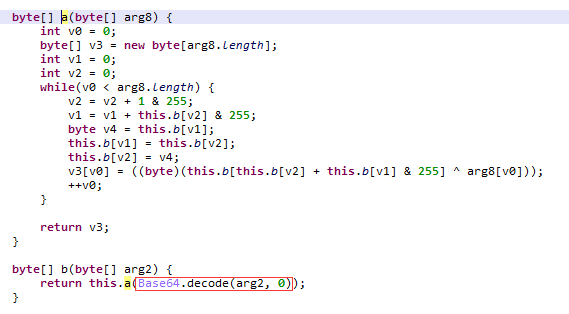 byte[] a(byte[] arg8) {
    int v0 = 0;
    byte[] v3 = new byte[arg8.length];
    int v1 = 0;
    int v2 = 0;
    while(v0 < arg8.length) {
        v2 = v2 + 1 & 255;
        v1 = v1 + this.b[v2] & 255;
        byte v4 = this.b[v1];
        this.b[v1] = this.b[v2];
        this.b[v2] = v4;
        v3[v0] = ((byte)(this.b[this.b[v2] + this.b[v1] & 255] ^ arg8[v0]));
        ++v0;
    }
    return v3;
}
byte[] b(byte[] arg2) {
    return this.a(Base64.decode(arg2, 0));
}